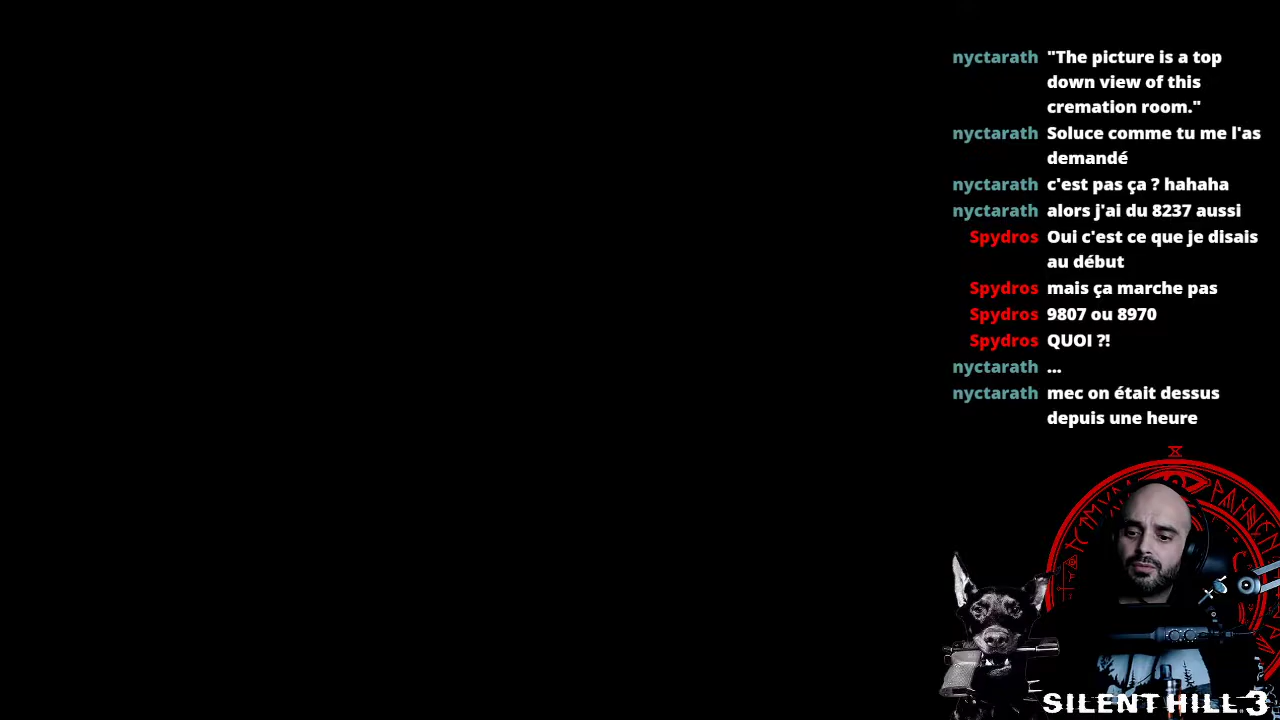 nyctarath "The picture is a top
down view of this
cremation room."
nyctarath Soluce comme tu me l'as
demandé
nyctarath c'est pas ça ? hahaha
nyctarath alors j'ai du 8237 aussi
Spydros Oui c'est ce que je disais
au début
Spydros mais ça marche pas
Spydros 9807 ou 8970
Spydros QUOI ?!
nyctarath ...
nyctarath mec on était dessus
depuis une heure
SILENT HILL 3